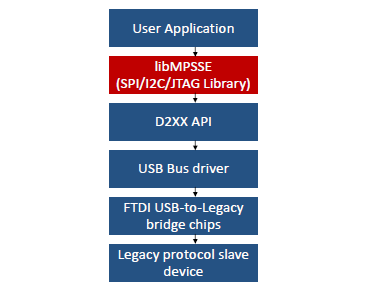 User Application
libMPSSE
(SPI/I2C/JTAG Library)
D2XX API
USB Bus driver
FTDI USB-to-Legacy
bridge chips
Legacy protocol slave
device